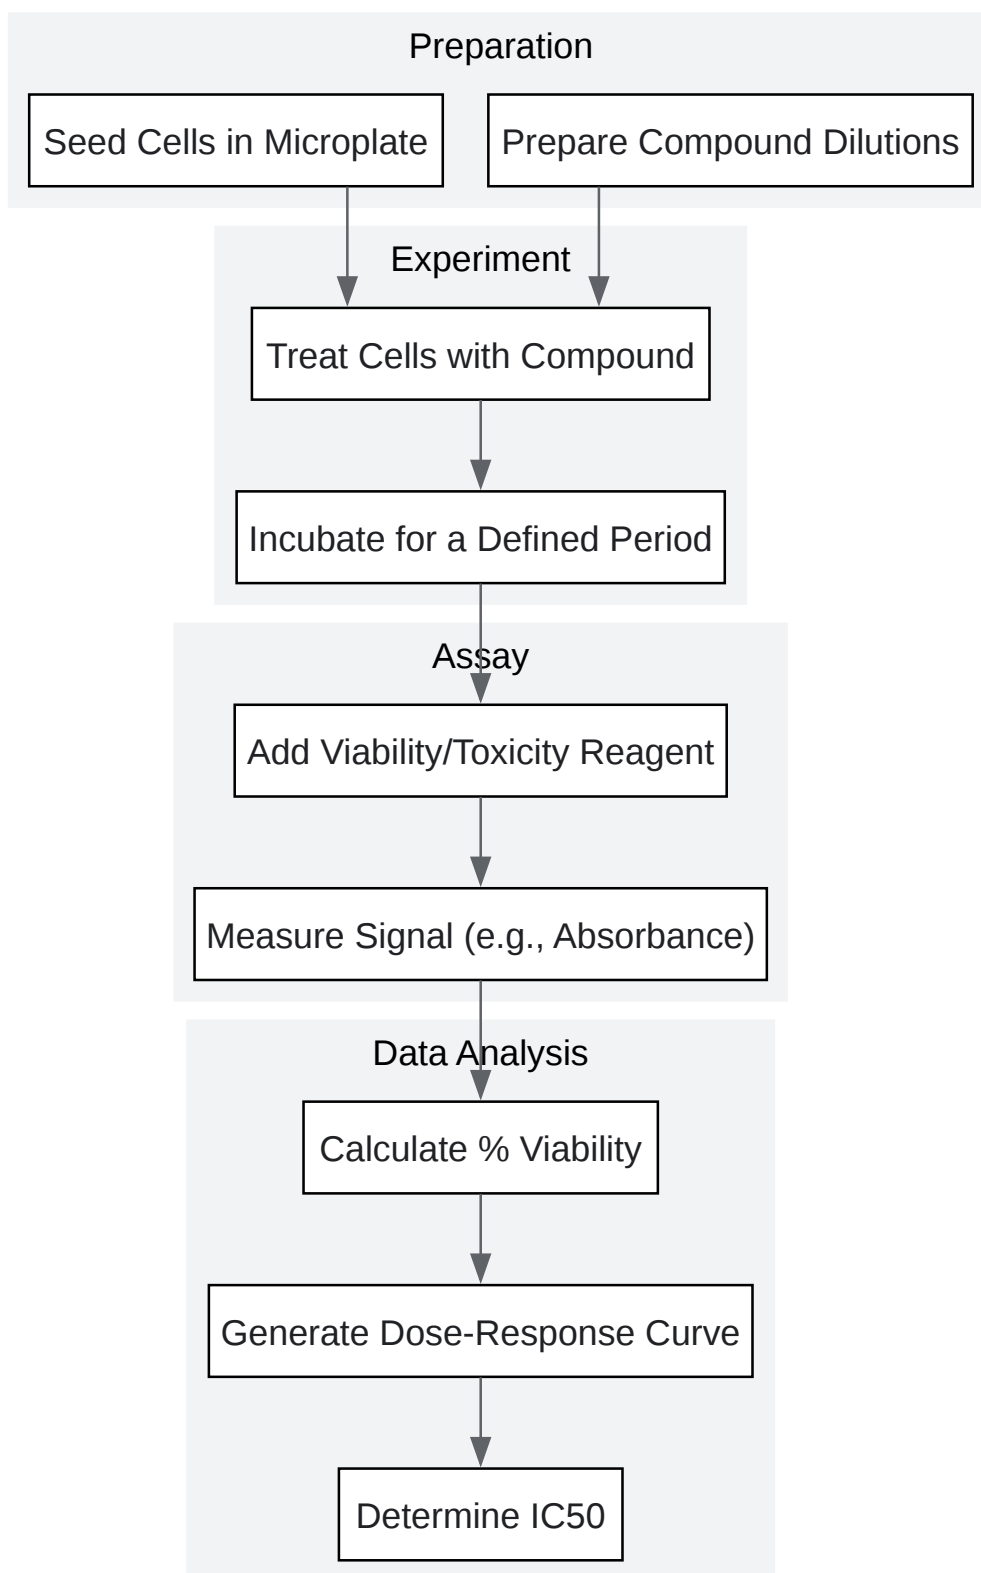 Preparation
Seed Cells in Microplate
Prepare Compound Dilutions
Experiment
Treat Cells with Compound
Incubate for a Defined Period
Assay
Add Viability/Toxicity Reagent
Measure Signal (e.g., Absorbance)
Data Analysis
Calculate % Viability
Generate Dose-Response Curve
Determine IC50